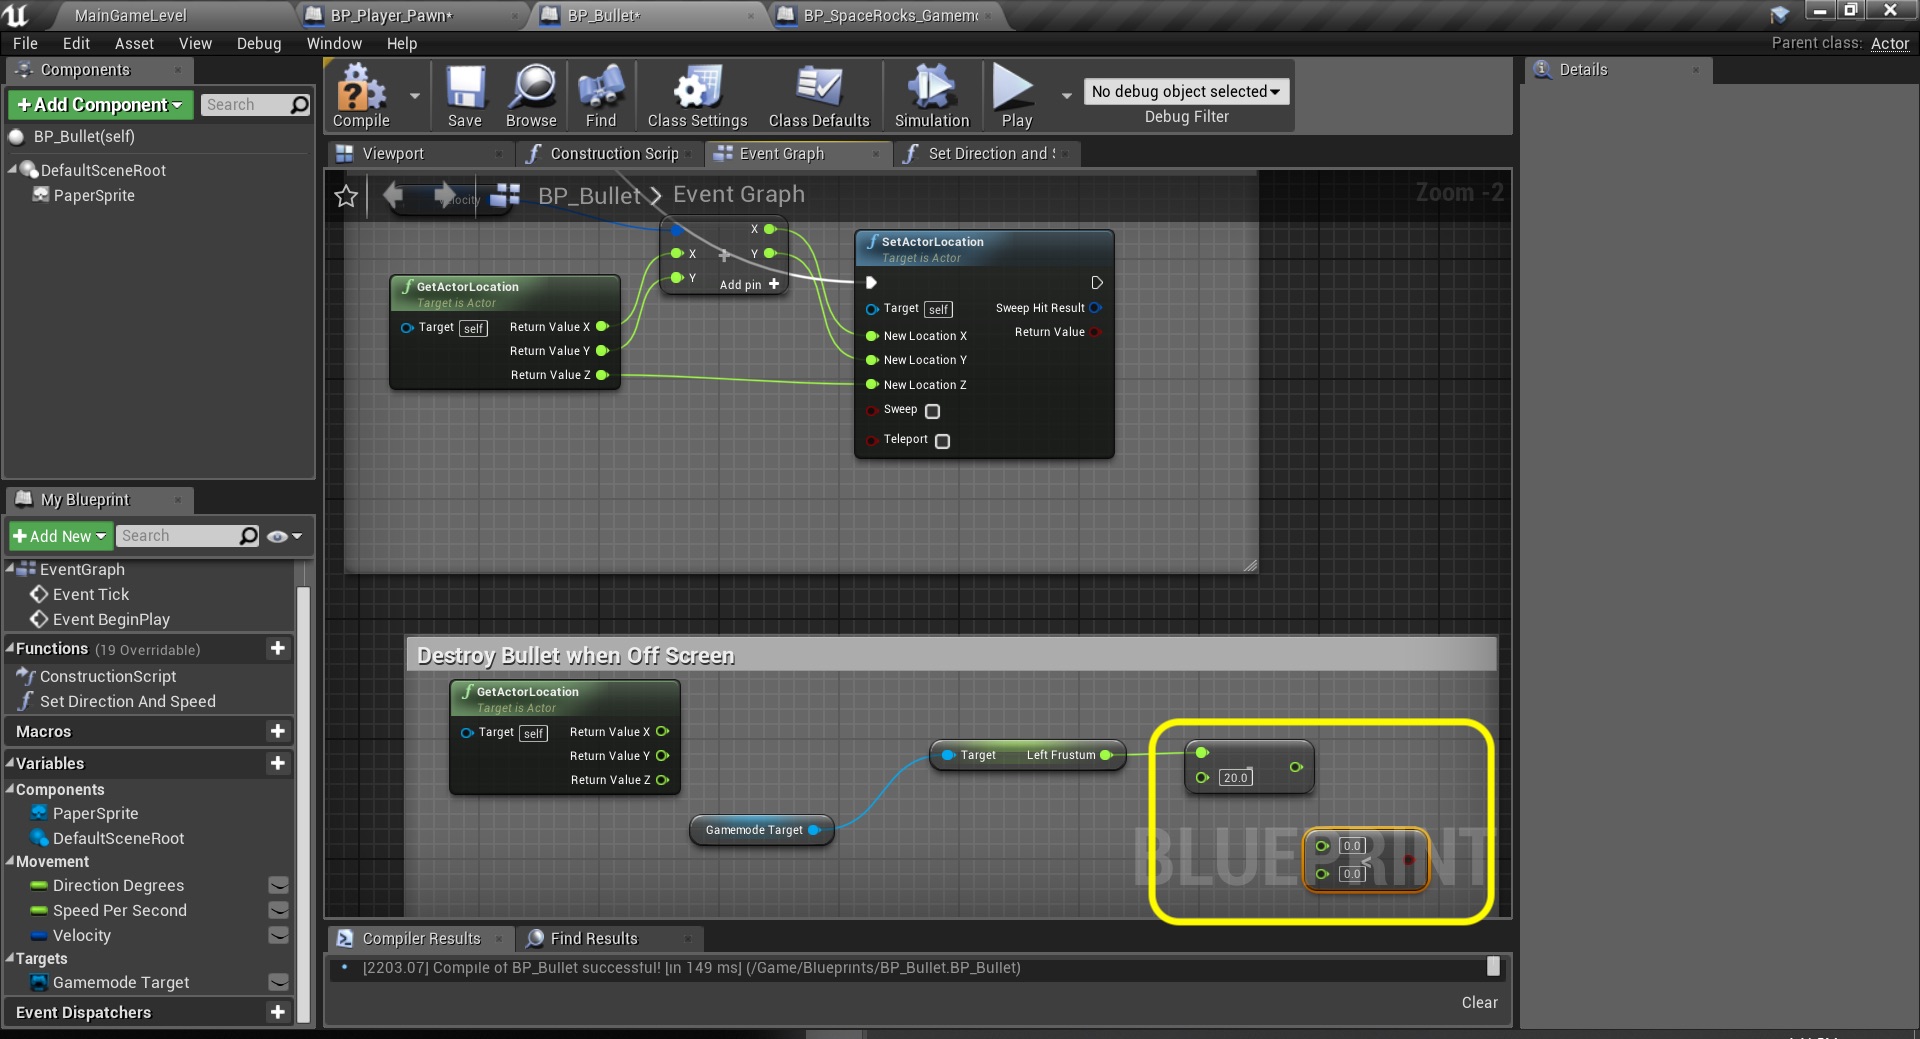 MainGameLevel
BP_Player_Pawn*
BP_Bullet*
BP_SpaceRocks_Gamem
File Edit Asset View Debug Window Help
Parent class: Actor
Components
+Add Component
Search
BP_Bullet(self)
DefaultSceneRoot
PaperSprite
Compile
Save
Browse
Find
Class Settings
Class Defaults
Simulation
Play
No debug object selected
Debug Filter
Details
Viewport
Construction Scrip
Event Graph
Set Direction and
BP_Bullet > Event Graph
Zoom -2
X
X Y
Y
Add pin +
GetActorLocation
Target is Actor
Target self Return Value X
Return Value Y
Return Value Z
SetActorLocation
Target is Actor
Target self Sweep Hit Result
New Location X Return Value
New Location Y
New Location Z
Sweep
Teleport
My Blueprint
+Add New
Search
EventGraph
Event Tick
Event BeginPlay
Functions (19 Overridable) +
ConstructionScript
Set Direction And Speed
Macros +
Variables +
Components
PaperSprite
DefaultSceneRoot
Movement
Direction Degrees
Speed Per Second
Velocity
Targets
Gamemode Target
Event Dispatchers +
Destroy Bullet when Off Screen
GetActorLocation
Target is Actor
Target self Return Value X
Return Value Y
Return Value Z
Gamemode Target
Target Left Frustum
20.0
0.0
<
0.0
BLUEPRINT
Compiler Results
Find Results
[2203.07] Compile of BP_Bullet successful! [in 149 ms] (/Game/Blueprints/BP_Bullet.BP_Bullet)
Clear